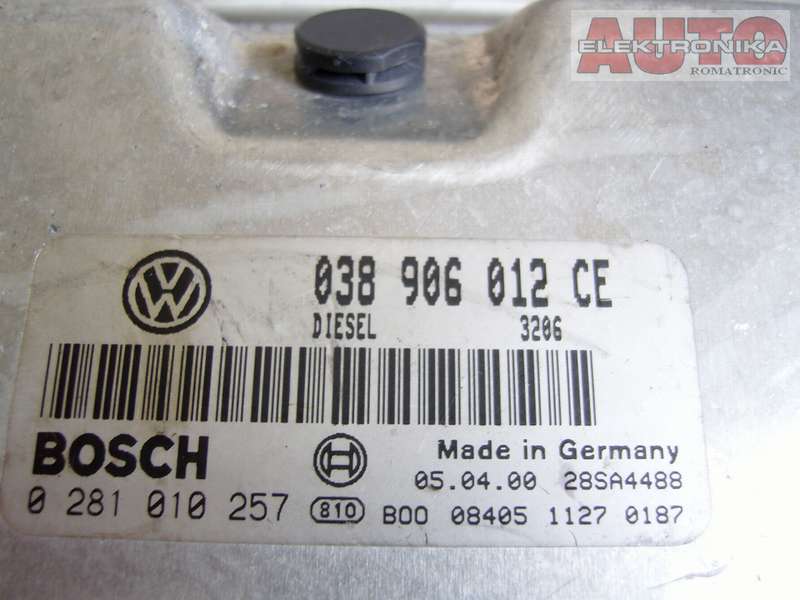 AUTO
ELEKTRONIKA
ROMATRONIC
VW
038 906 012 CE
DIESEL 3206
BOSCH
Made in Germany
05.04.00 28SA4488
0 281 010 257 810 B00 08405 1127 0187